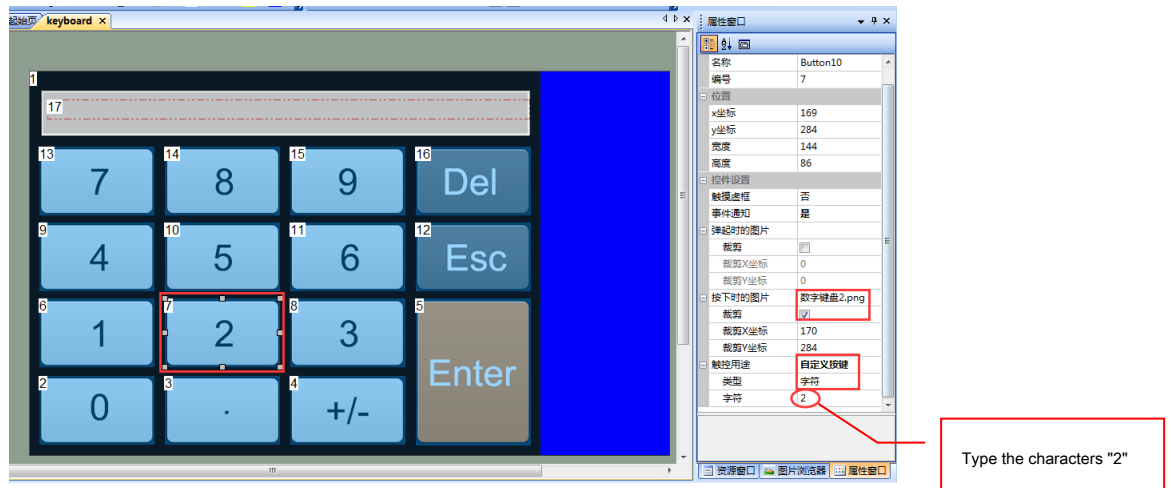 起始页 keyboard ×
属性窗口
1
17
13 7 14 8 15 9 16 Del
9 4 10 5 11 6 12 Esc
6 1 7 2 8 3 5 Enter
2 0 3 . 4 +/-
名称 Button10
编号 7
位置
x坐标 169
y坐标 284
宽度 144
高度 86
控件设置
触摸虚框 否
事件通知 是
弹起时的图片
裁剪
裁剪X坐标 0
裁剪Y坐标 0
按下时的图片 数字键盘2.png
裁剪
裁剪X坐标 170
裁剪Y坐标 284
触控用途 自定义按键
类型 字符
字符 2
资源窗口 图片浏览器 属性窗口
Type the characters "2"